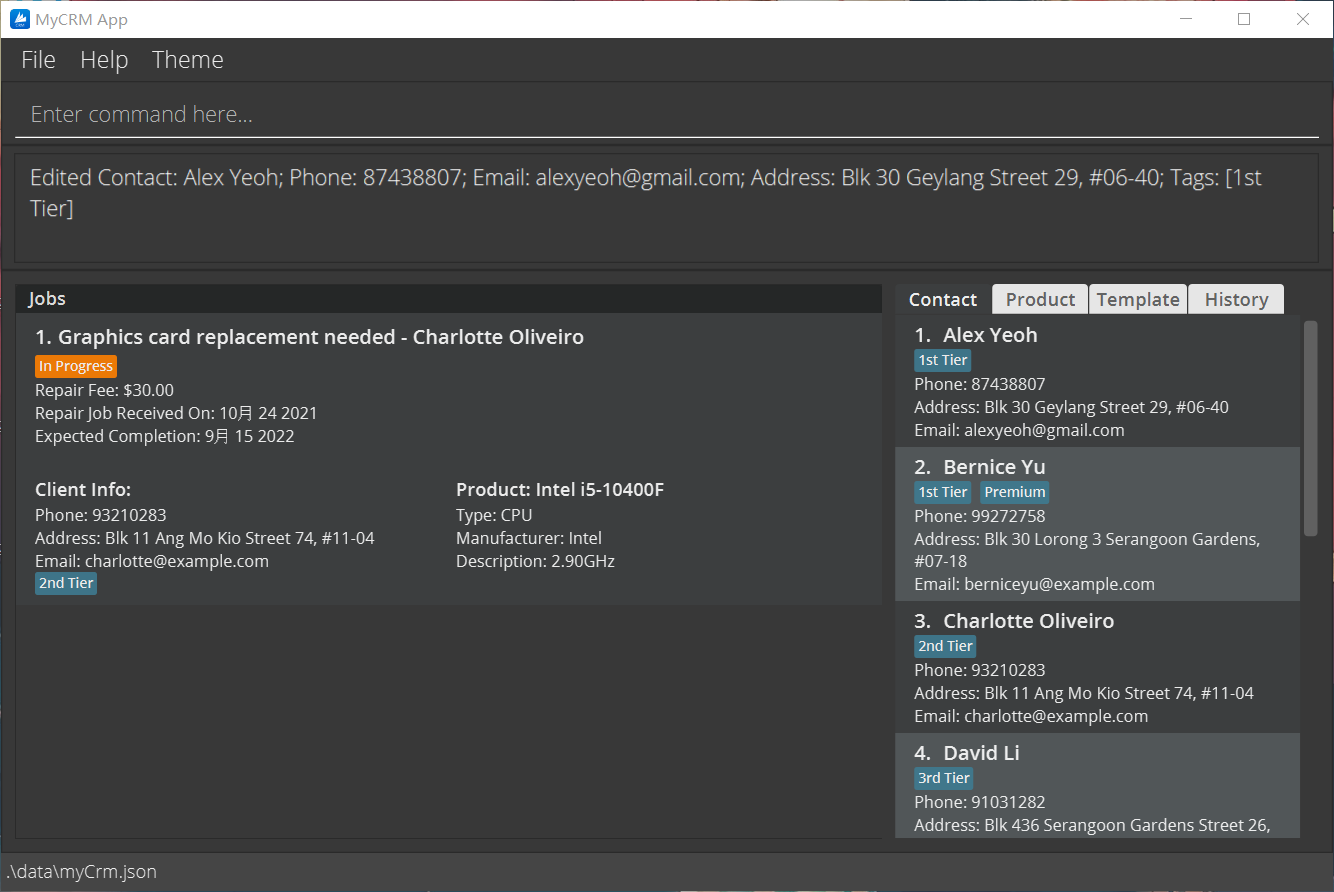 MyCRM App
File Help Theme
Enter command here...
Edited Contact: Alex Yeoh; Phone: 87438807; Email: alexyeoh@gmail.com; Address: Blk 30 Geylang Street 29, #06-40; Tags: [1st
Tier]
Jobs
1. Graphics card replacement needed - Charlotte Oliveiro
In Progress
Repair Fee: $30.00
Repair Job Received On: 10月 24 2021
Expected Completion: 9月 15 2022
Client Info:
Phone: 93210283
Address: Blk 11 Ang Mo Kio Street 74, #11-04
Email: charlotte@example.com
2nd Tier
Product: Intel i5-10400F
Type: CPU
Manufacturer: Intel
Description: 2.90GHz
Contact Product Template History
1. Alex Yeoh
1st Tier
Phone: 87438807
Address: Blk 30 Geylang Street 29, #06-40
Email: alexyeoh@gmail.com
2. Bernice Yu
1st Tier Premium
Phone: 99272758
Address: Blk 30 Lorong 3 Serangoon Gardens,
#07-18
Email: berniceyu@example.com
3. Charlotte Oliveiro
2nd Tier
Phone: 93210283
Address: Blk 11 Ang Mo Kio Street 74, #11-04
Email: charlotte@example.com
4. David Li
3rd Tier
Phone: 91031282
Address: Blk 436 Serangoon Gardens Street 26,
.\data\myCrm.json